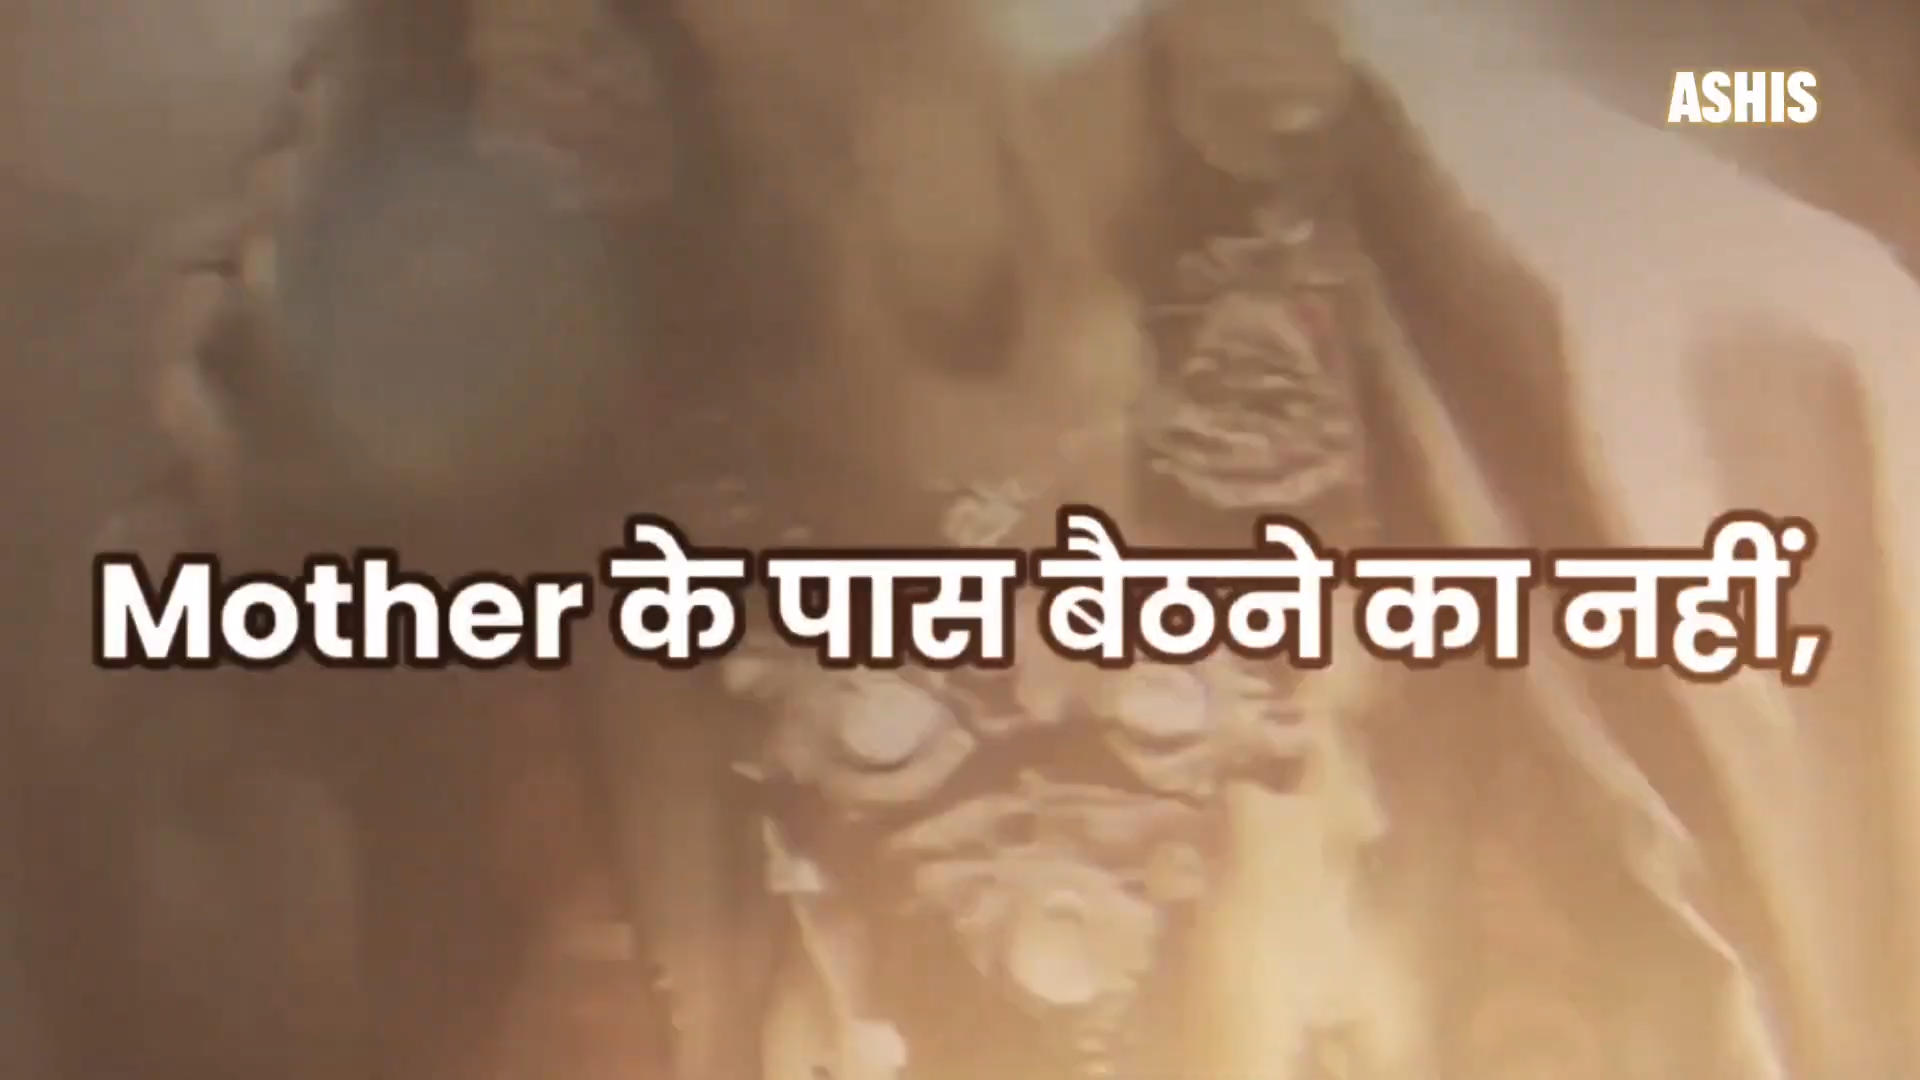 ASHIS
Mother के पास बैठने का नहीं,